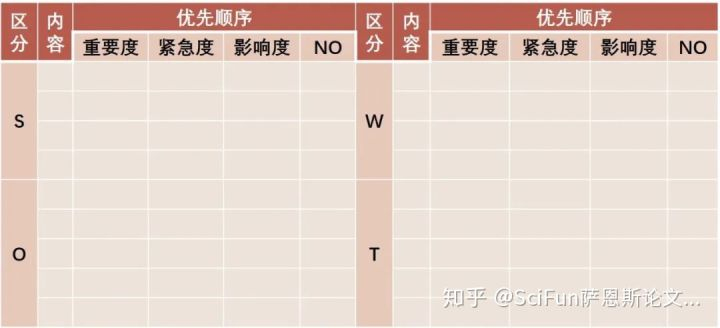 区分 内容 优先顺序 区分 内容 优先顺序
重要度 紧急度 影响度 NO 重要度 紧急度 影响度 NO
S W
O T
知乎 @SciFun萨恩斯论文...